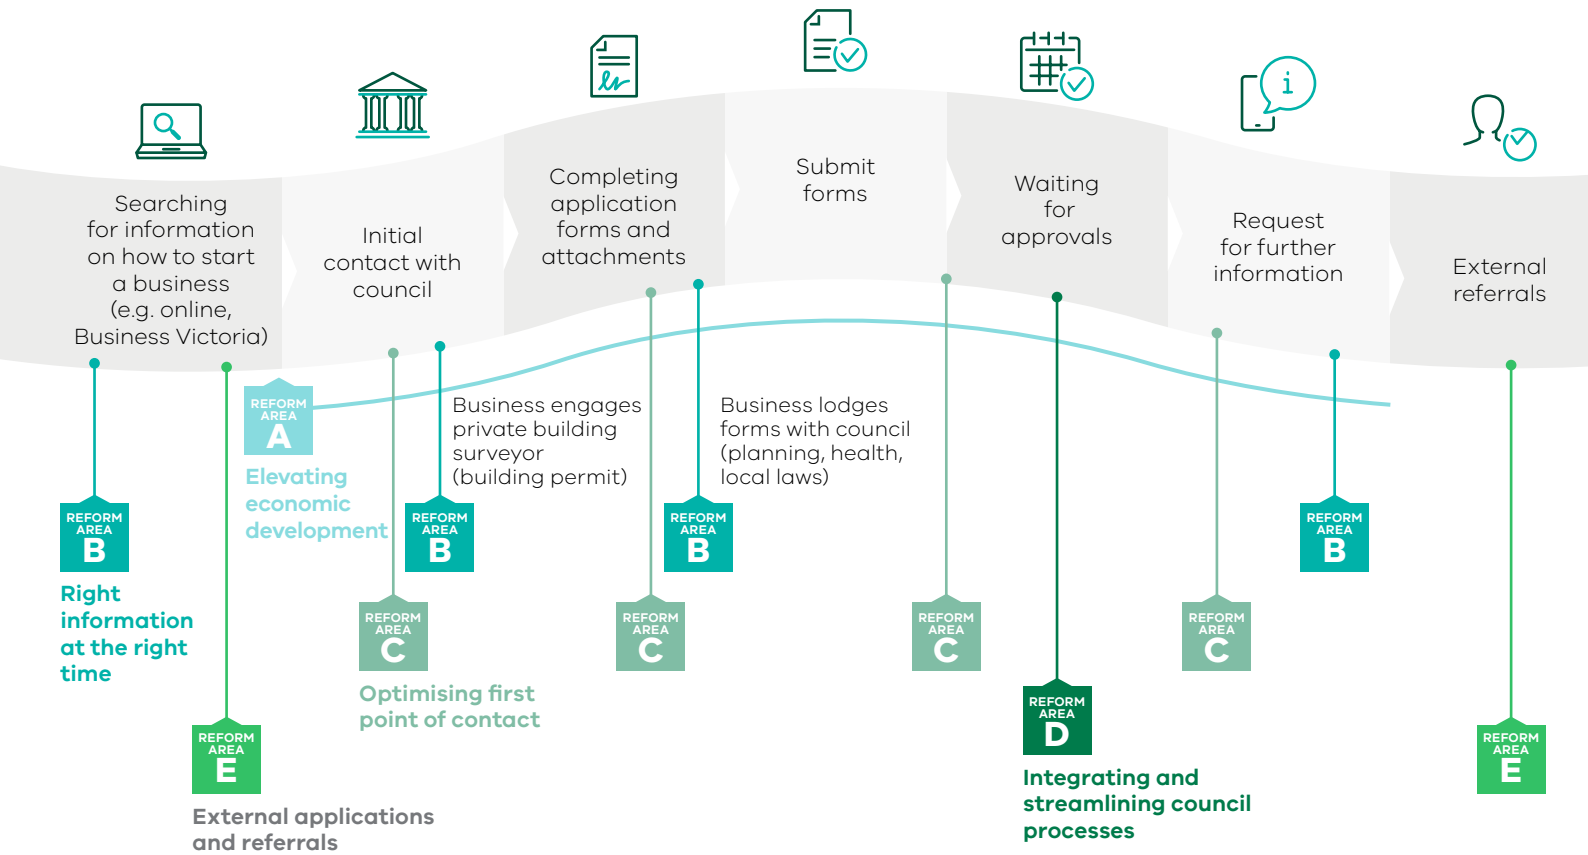 Searching
for information
on how to start
a business
(e.g. online,
Business Victoria)
Initial
contact with
council
Completing
application
forms and
attachments
Submit
forms
Waiting
for
approvals
Request
for further
information
External
referrals
REFORM
AREA
A
Elevating
economic
development
Business engages
private building
surveyor
(building permit)
Business lodges
forms with council
(planning, health,
local laws)
REFORM
AREA
B
Right
information
at the right
time
REFORM
AREA
B
REFORM
AREA
B
REFORM
AREA
B
REFORM
AREA
C
Optimising first
point of contact
REFORM
AREA
C
REFORM
AREA
C
REFORM
AREA
C
REFORM
AREA
D
Integrating and
streamlining council
processes
REFORM
AREA
E
External applications
and referrals
REFORM
AREA
E
i